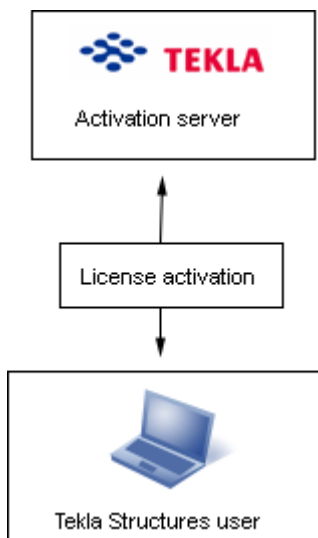 TEKLA
Activation server
License activation
Tekla Structures user